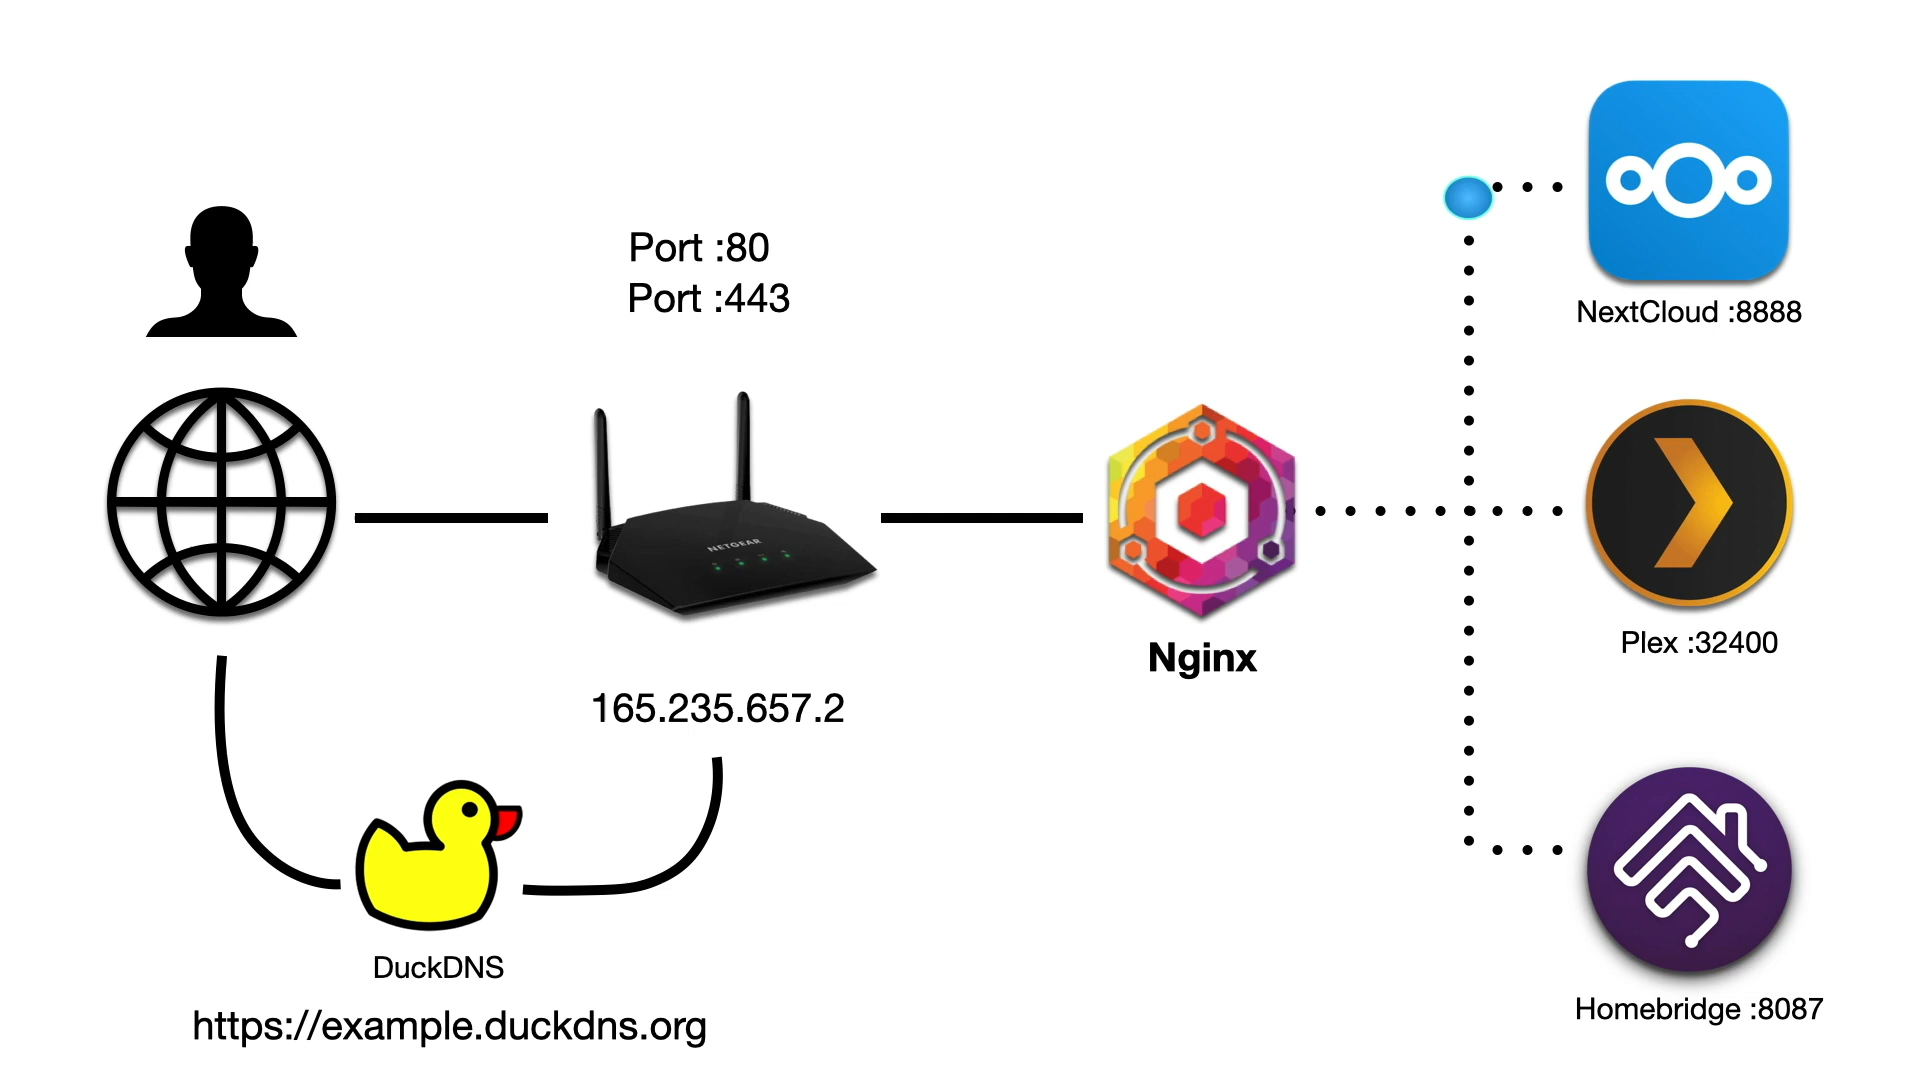 Port :80
Port :443
NextCloud :8888
NETGEAR
Nginx
Plex :32400
165.235.657.2
DuckDNS
https://example.duckdns.org
Homebridge :8087